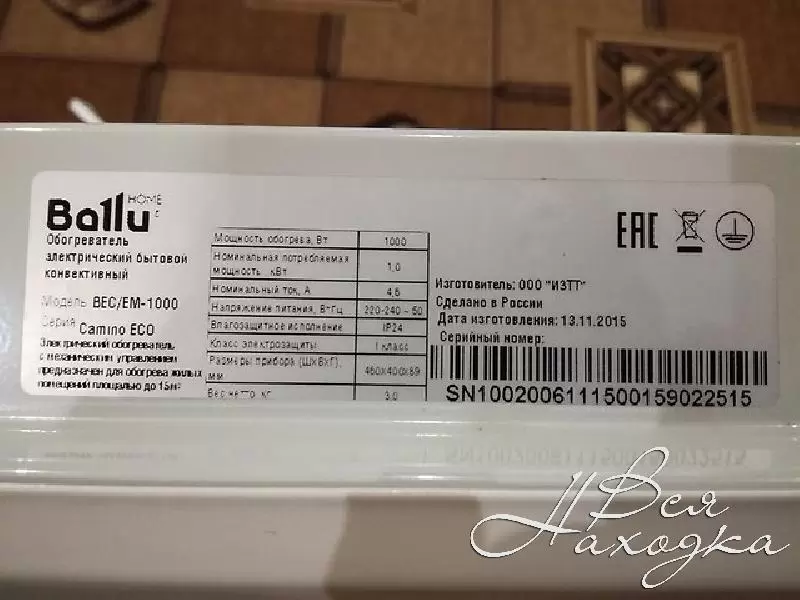 Ballu HOME
Обогреватель
электрический бытовой
конвективный
Модель BEC/EM-1000
Серия Camino ECO
Электрический обогреватель
с механическим управлением
предназначен для обогрева жилых
помещений площадью до 15м²
Мощность обогрева, Вт 1000
Номинальная потребляемая
мощность, кВт 1,0
Номинальный ток, А 4,5
Напряжение питания, В~Гц 220-240 ~ 50
Влагозащитное исполнение IP24
Класс электрозащиты I класс
Размеры прибора (ШхВхГ),
мм 460x400x89
Вес нетто кг 3,0
EAC
Изготовитель: ООО "ИЗТТ"
Сделано в России
Дата изготовления: 13.11.2015
Серийный номер:
SN1002006111500159022515
Вся
Находка